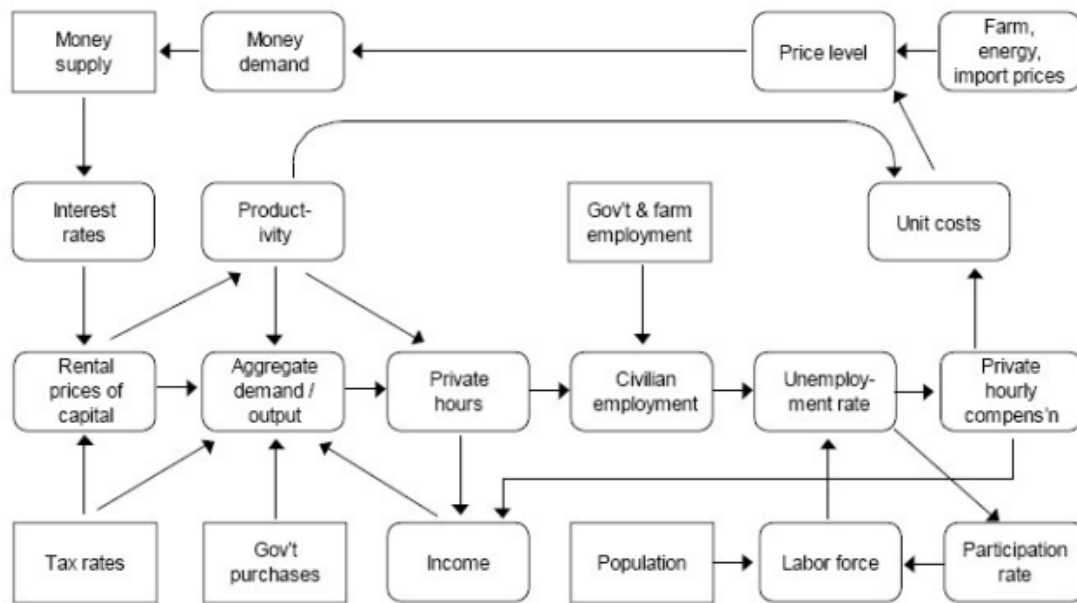 Money
supply
Money
demand
Price level
Farm,
energy,
import prices
Interest
rates
Product-
ivity
Gov't & farm
employment
Unit costs
Rental
prices of
capital
Aggregate
demand /
output
Private
hours
Civilian
employment
Unemploy-
ment rate
Private
hourly
compens'n
Tax rates
Gov't
purchases
Income
Population
Labor force
Participation
rate